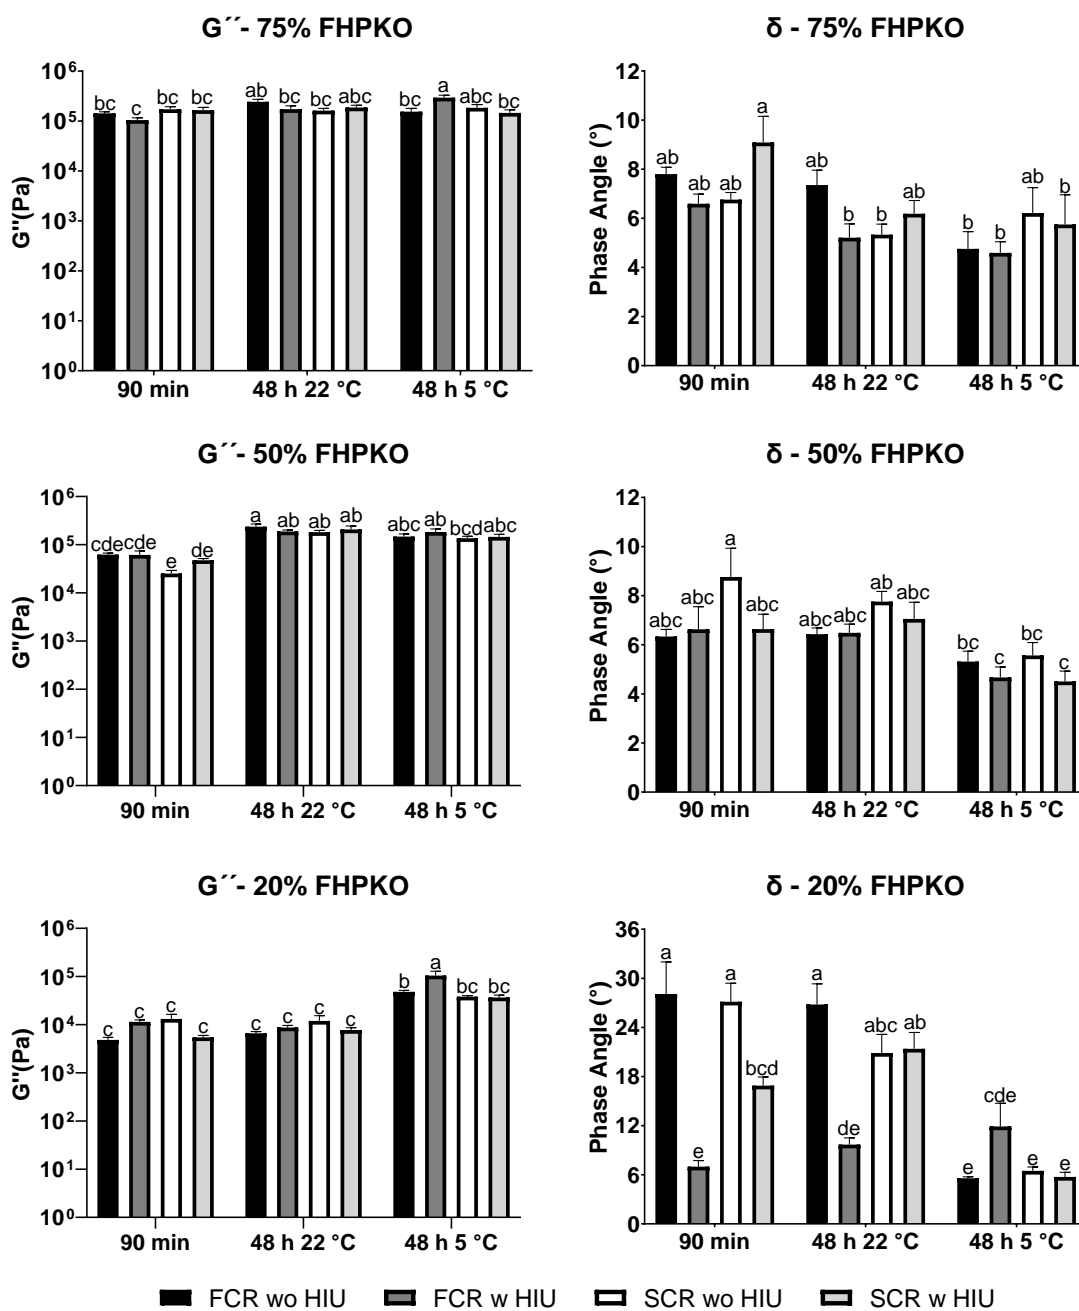 G´´- 75% FHPKO
G''(Pa)
10⁶
10⁵
10⁴
10³
10²
10¹
10⁰
bc c bc bc
ab bc bc abc
bc a abc bc
90 min 48 h 22 °C 48 h 5 °C
δ - 75% FHPKO
Phase Angle (°)
12
10
8
6
4
2
0
ab ab ab a
ab b b ab
b b ab b
90 min 48 h 22 °C 48 h 5 °C
G´´- 50% FHPKO
G''(Pa)
10⁶
10⁵
10⁴
10³
10²
10¹
10⁰
cde cde e de
a ab ab ab
abc ab bcd abc
90 min 48 h 22 °C 48 h 5 °C
δ - 50% FHPKO
Phase Angle (°)
12
10
8
6
4
2
0
abc abc a abc
abc abc ab abc
bc c bc c
90 min 48 h 22 °C 48 h 5 °C
G´´- 20% FHPKO
G''(Pa)
10⁶
10⁵
10⁴
10³
10²
10¹
10⁰
c c c c
c c c c
b a bc bc
90 min 48 h 22 °C 48 h 5 °C
δ - 20% FHPKO
Phase Angle (°)
36
30
24
18
12
6
0
a e a bcd
a de abc ab
e cde e e
90 min 48 h 22 °C 48 h 5 °C
FCR wo HIU FCR w HIU SCR wo HIU SCR w HIU